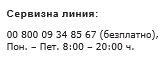 Сервизна линия:
00 800 09 34 85 67 (безплатно),
Пон. – Пет. 8:00 – 20:00 ч.